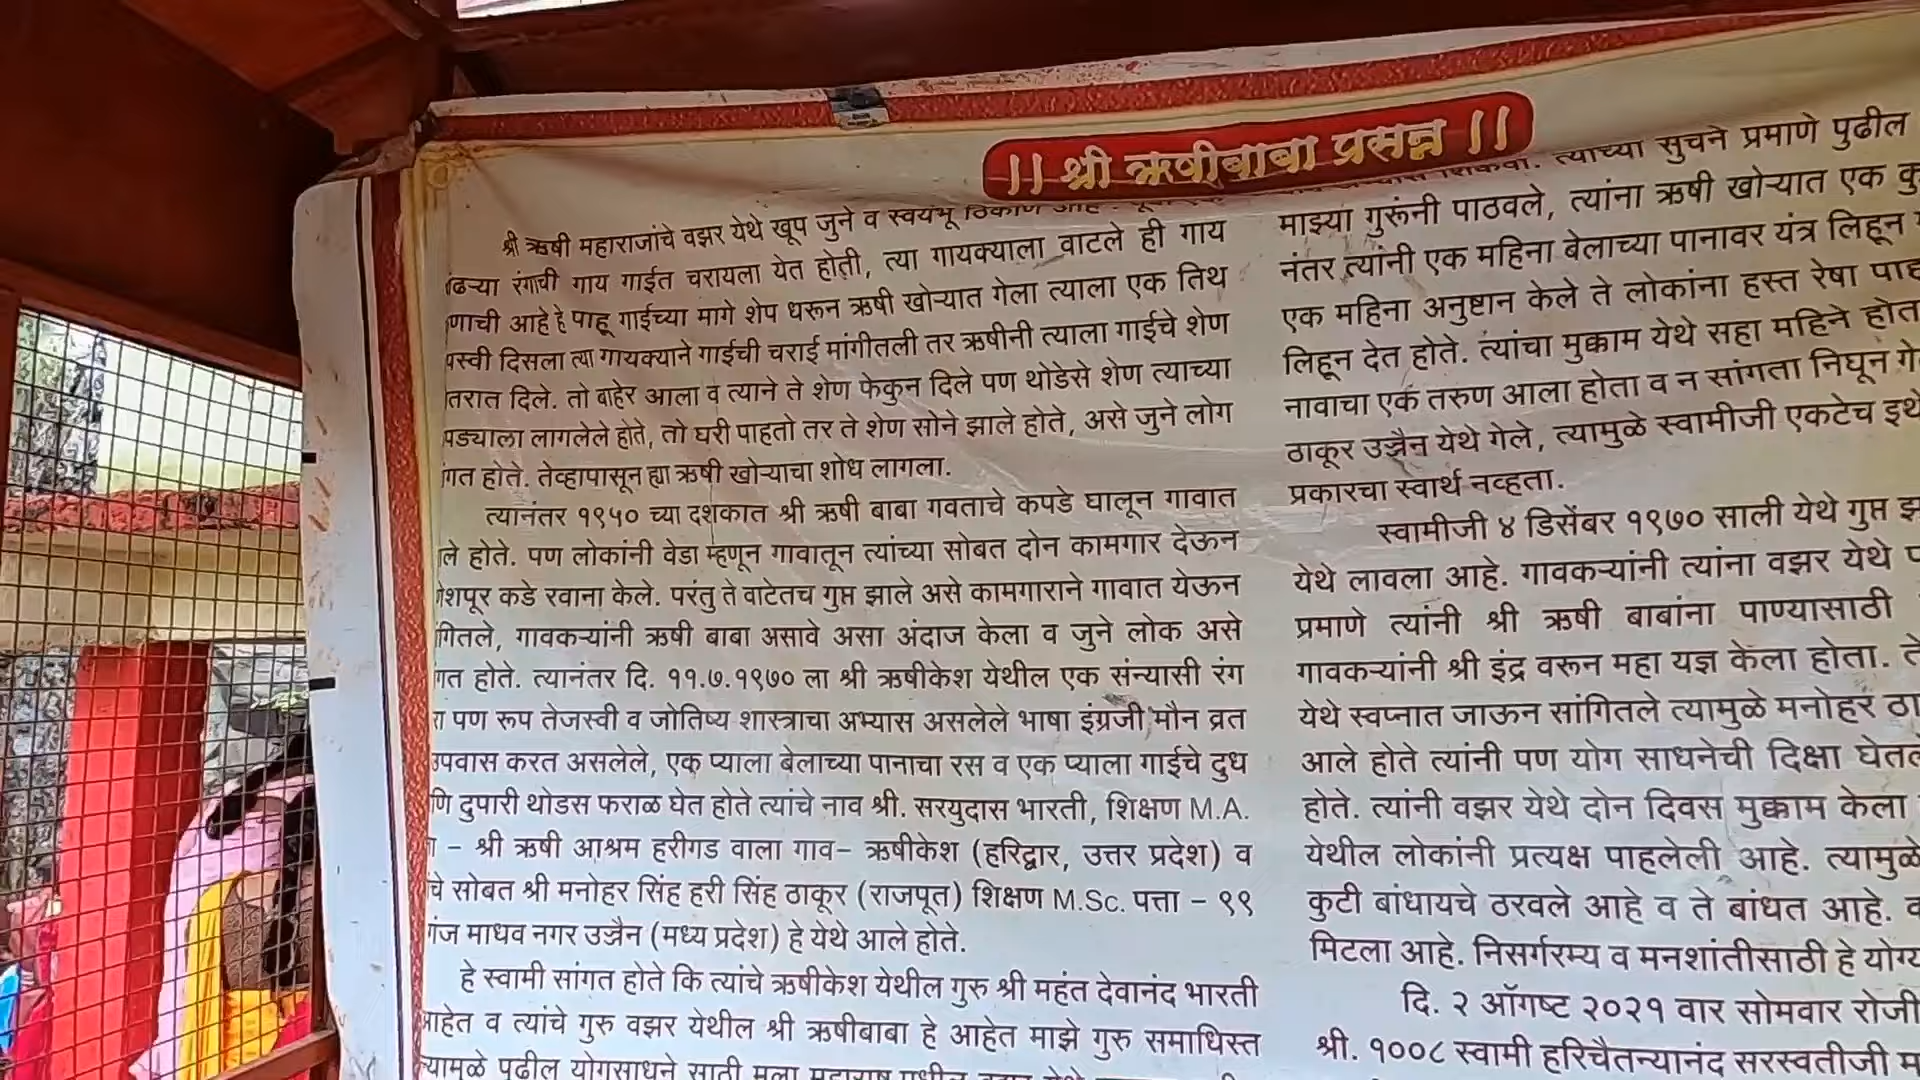 || श्री ऋषीबाबा प्रसन्न ||
श्री ऋषी महाराजांचे वझर येथे खूप जुने व स्वयंभू ठिकाण आहे.
रंगाची गाय गाईत चरायला येत होती, त्या गायक्याला वाटले ही गाय
आहे हे पाहू गाईच्या मागे शेप धरून ऋषी खोऱ्यात गेला त्याला एक तिथ
दिसला त्या गायक्याने गाईची चराई मांगीतली तर ऋषीनी त्याला गाईचे शेण
दिले. तो बाहेर आला व त्याने ते शेण फेकुन दिले पण थोडेसे शेण त्याच्या
लागलेले होते, तो घरी पाहतो तर ते शेण सोने झाले होते, असे जुने लोग
होते. तेव्हापासून ह्या ऋषी खोऱ्याचा शोध लागला.
त्यानंतर १९५० च्या दशकात श्री ऋषी बाबा गवताचे कपडे घालून गावात
होते. पण लोकांनी वेडा म्हणून गावातून त्यांच्या सोबत दोन कामगार देऊन
कडे रवाना केले. परंतु ते वाटेतच गुप्त झाले असे कामगाराने गावात येऊन
गावकऱ्यांनी ऋषी बाबा असावे असा अंदाज केला व जुने लोक असे
होते. त्यानंतर दि. ११.७.१९७० ला श्री ऋषीकेश येथील एक संन्यासी रंग
पण रूप तेजस्वी व जोतिष्य शास्त्राचा अभ्यास असलेले भाषा इंग्रजी मौन व्रत
उपवास करत असलेले, एक प्याला बेलाच्या पानाचा रस व एक प्याला गाईचे दुध
दुपारी थोडस फराळ घेत होते त्यांचे नाव श्री. सरयुदास भारती, शिक्षण M.A.
– श्री ऋषी आश्रम हरीगड वाला गाव– ऋषीकेश (हरिद्वार, उत्तर प्रदेश) व
चे सोबत श्री मनोहर सिंह हरी सिंह ठाकूर (राजपूत) शिक्षण M.Sc. पत्ता – ९९
माधव नगर उज्जैन (मध्य प्रदेश) हे येथे आले होते.
हे स्वामी सांगत होते कि त्यांचे ऋषीकेश येथील गुरु श्री महंत देवानंद भारती
आहेत व त्यांचे गुरु वझर येथील श्री ऋषीबाबा हे आहेत माझे गुरु समाधिस्त
पुढील योगसाधने साठी मला
त्याच्या सुचने प्रमाणे पुढील
माझ्या गुरूंनी पाठवले, त्यांना ऋषी खोऱ्यात एक
नंतर त्यांनी एक महिना बेलाच्या पानावर यंत्र लिहून
एक महिना अनुष्टान केले ते लोकांना हस्त रेषा
लिहून देत होते. त्यांचा मुक्काम येथे सहा महिने
नावाचा एक तरुण आला होता व न सांगता निघून
ठाकूर उज्जैन येथे गेले, त्यामुळे स्वामीजी एकटेच
प्रकारचा स्वार्थ नव्हता.
स्वामीजी ४ डिसेंबर १९७० साली येथे गुप्त
येथे लावला आहे. गावकऱ्यांनी त्यांना वझर येथे
प्रमाणे त्यांनी श्री ऋषी बाबांना पाण्यासाठी
गावकऱ्यांनी श्री इंद्र वरून महा यज्ञ केला होता.
येथे स्वप्नात जाऊन सांगितले त्यामुळे मनोहर
आले होते त्यांनी पण योग साधनेची दिक्षा
होते. त्यांनी वझर येथे दोन दिवस मुक्काम केला
येथील लोकांनी प्रत्यक्ष पाहलेली आहे. त्यामुळे
कुटी बांधायचे ठरवले आहे व ते बांधत आहे.
मिटला आहे. निसर्गरम्य व मनशांतीसाठी हे
दि. २ ऑगष्ट २०२१ वार सोमवार रोजी
श्री. १००८ स्वामी हरिचैतन्यानंद सरस्वतीजी